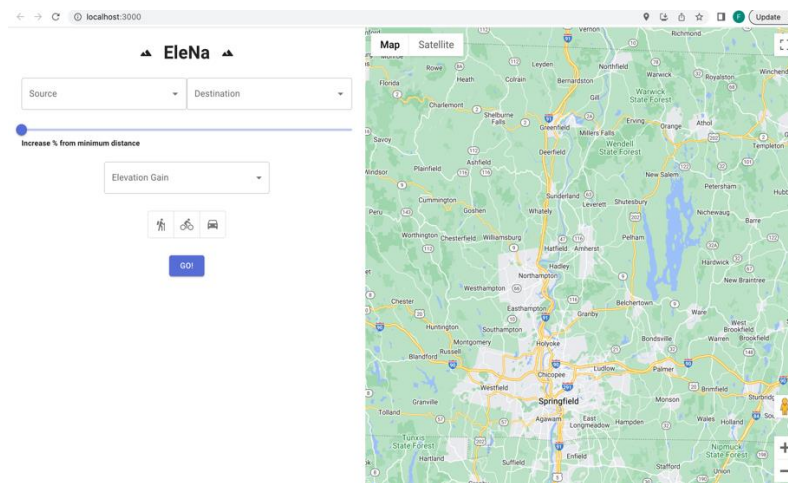 localhost:3000
Update
EleNa
Source
Destination
Increase % from minimum distance
Elevation Gain
GO!
Map
Satellite
Vernon
Richmond
Rowe
Leyden
Northfield
Warwick
Royalston
Florida
Heath
Colrain
Bernardston
Winchend
Gill
Warwick
State Forest
Charlemont
Shelburne
Falls
Greenfield
Erving
Orange
Athol
Millers Falls
Templeton
Savoy
Wendell
State Forest
Deerfield
Ashfield
Windsor
Plainfield
New Salem
Petersham
Cummington
Sunderland
Leverett
Shutesbury
Hubb
Peru
Goshen
Whately
Nichewaug
Barre
Worthington
Chesterfield
Williamsburg
Hatfield
Amherst
Pelham
Hadley
Hardwick
Northampton
New Braintree
Westhampton
Easthampton
Belchertown
Chester
Granby
Ware
Huntington
Southampton
West
Brookfield
Bondsville
Warren
Brookfield
Montgomery
Holyoke
Blandford
Russell
Chicopee
Ludlow
Palmer
Westfield
Brimfield
Springfield
Monson
Sturbridg
Granville
Tolland
Agawam
East
Longmeadow
Hampden
Wales
Holland
Tunxis
State Forest
Nipmuck
State Forest
Enfield
Hartland
Suffield
Stafford
Union